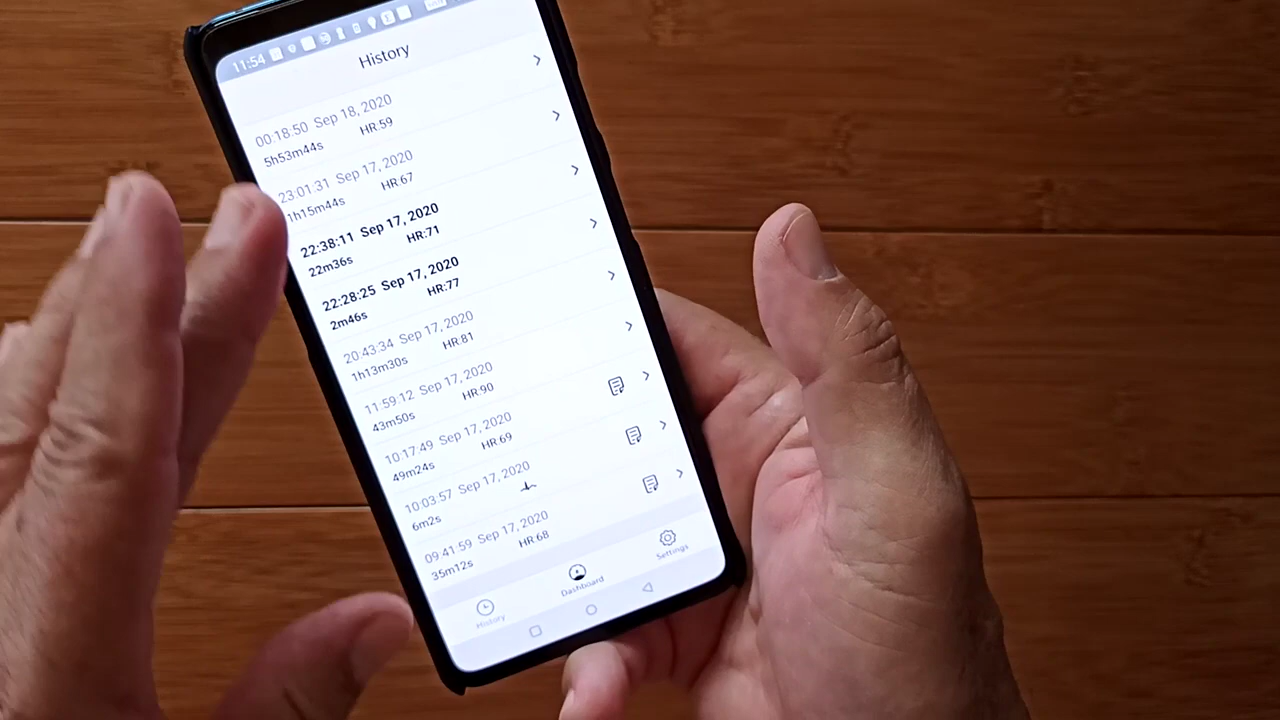 11:54
History
00:18:50 Sep 18, 2020
5h53m44s HR:59
23:01:31 Sep 17, 2020
1h15m44s HR:67
22:38:11 Sep 17, 2020
22m36s HR:71
22:28:25 Sep 17, 2020
2m46s HR:77
20:43:34 Sep 17, 2020
1h13m30s HR:81
11:59:12 Sep 17, 2020
43m50s HR:90
10:17:49 Sep 17, 2020
49m24s HR:69
10:03:57 Sep 17, 2020
6m2s
09:41:59 Sep 17, 2020
35m12s HR:68
History Dashboard Settings